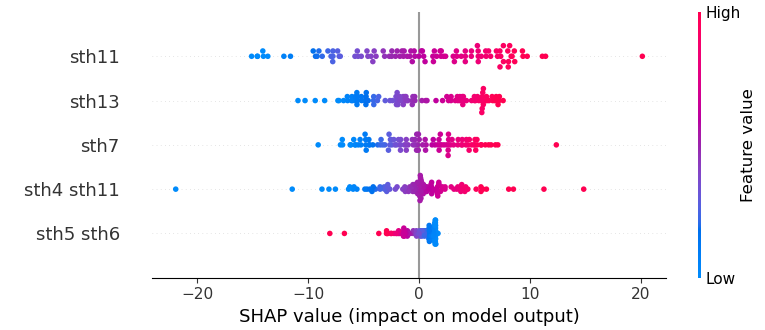 High
sth11
sth13
sth7
sth4 sth11
sth5 sth6
Feature value
Low
−20
−10
0
10
20
SHAP value (impact on model output)